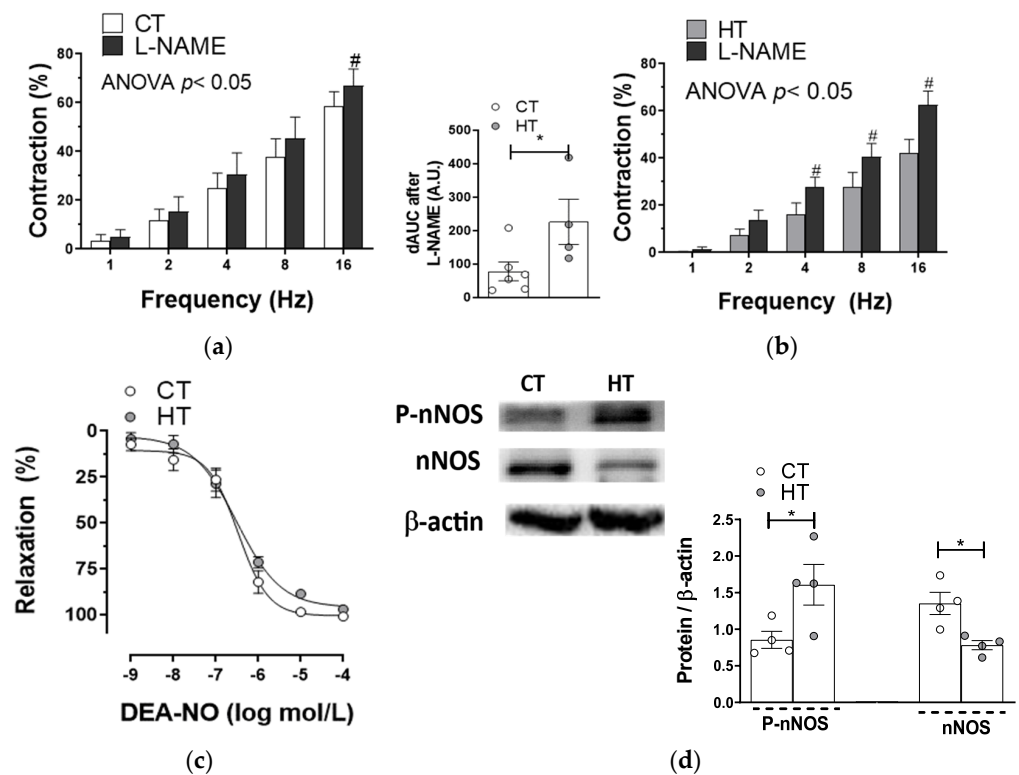 CT
L-NAME
ANOVA p< 0.05
#
Contraction (%)
80
60
40
20
0
1 2 4 8 16
Frequency (Hz)
(a)
CT
HT
*
dAUC after
L-NAME (A.U.)
500
400
300
200
100
0
HT
L-NAME
ANOVA p< 0.05
# # #
Contraction (%)
80
60
40
20
0
1 2 4 8 16
Frequency (Hz)
(b)
CT
HT
Relaxation (%)
0
25
50
75
100
-9 -8 -7 -6 -5 -4
DEA-NO (log mol/L)
(c)
CT HT
P-nNOS
nNOS
β-actin
CT
HT
* *
Protein / β-actin
2.5
2.0
1.5
1.0
0.5
0.0
P-nNOS nNOS
(d)